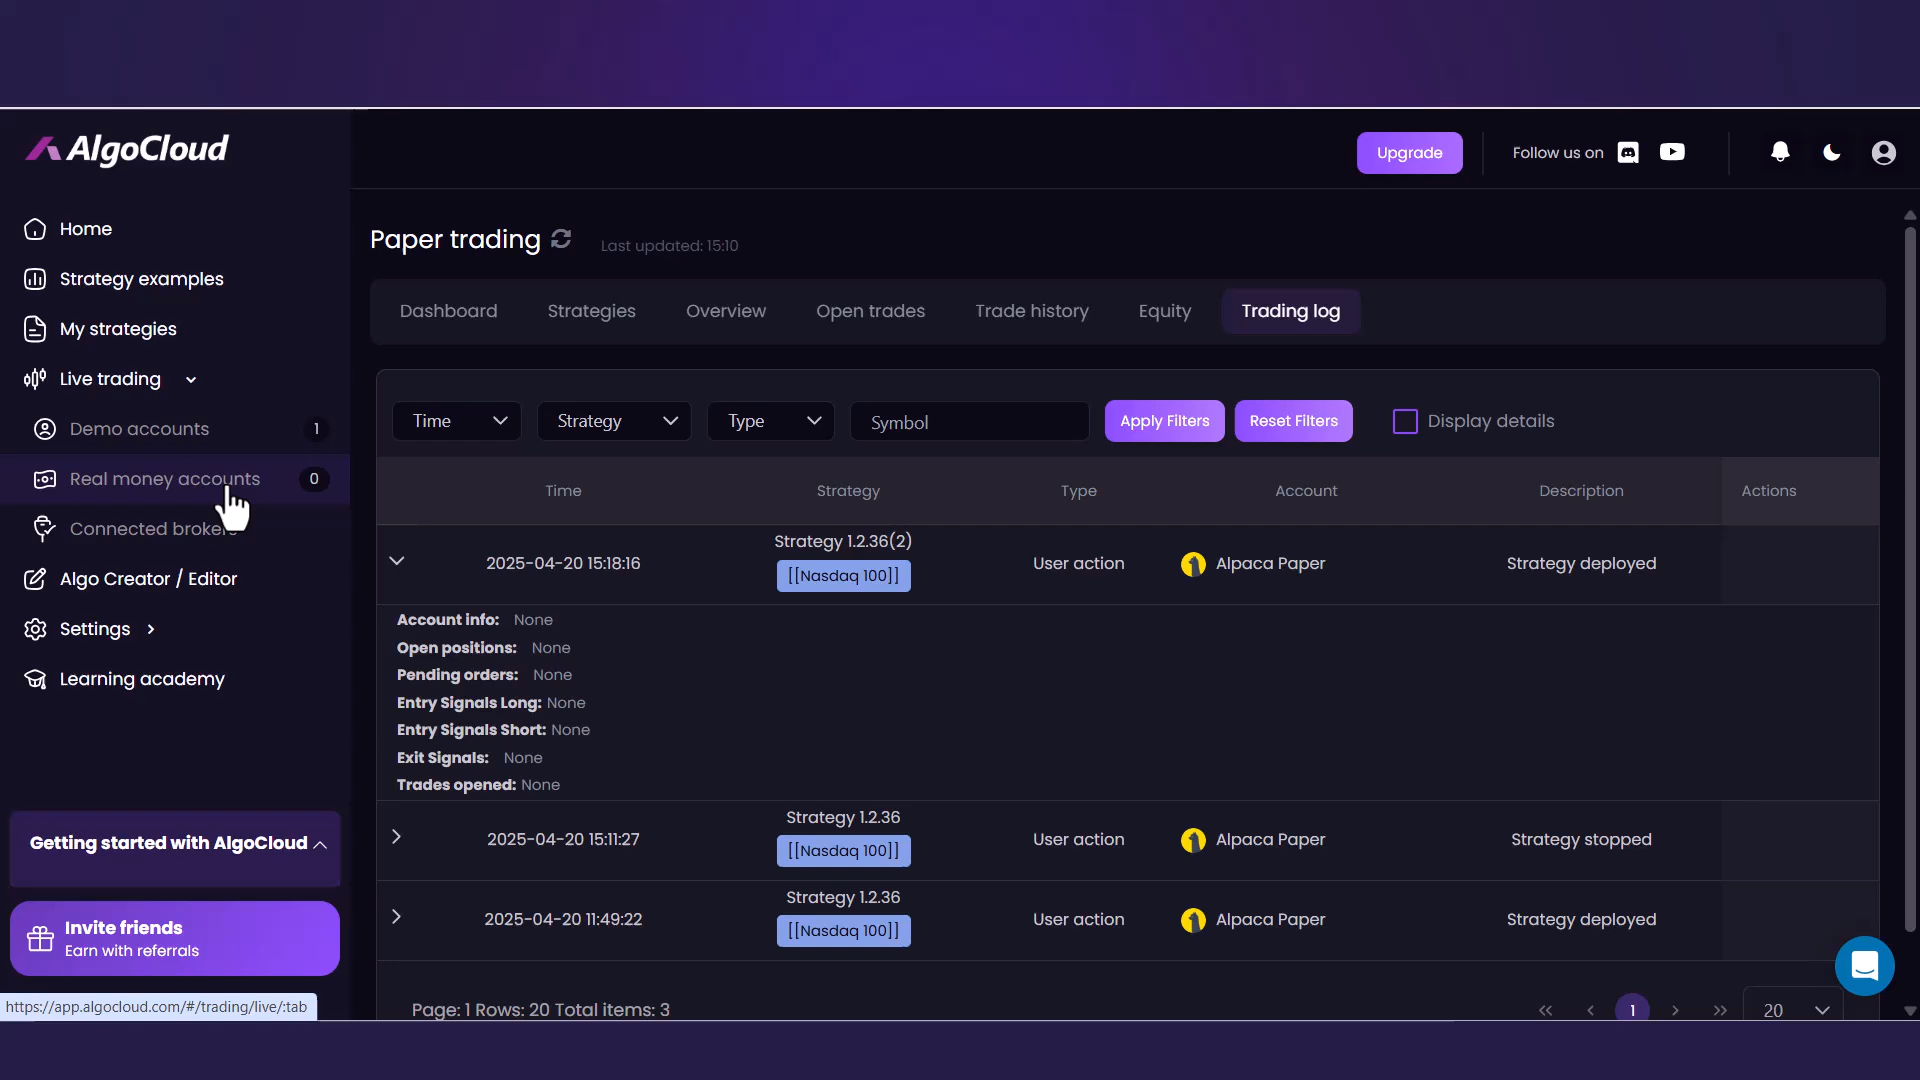 AlgoCloud
Upgrade
Follow us on
Home
Strategy examples
My strategies
Live trading
Demo accounts 1
Real money accounts 0
Connected broker
Algo Creator / Editor
Settings
Learning academy
Getting started with AlgoCloud
Invite friends
Earn with referrals
https://app.algocloud.com/#/trading/live/:tab
Paper trading Last updated: 15:10
Dashboard Strategies Overview Open trades Trade history Equity Trading log
Time Strategy Type Symbol Apply Filters Reset Filters Display details
Time Strategy Type Account Description Actions
Strategy 1.2.36(2)
2025-04-20 15:18:16 User action Alpaca Paper Strategy deployed
[[Nasdaq 100]]
Account info: None
Open positions: None
Pending orders: None
Entry Signals Long: None
Entry Signals Short: None
Exit Signals: None
Trades opened: None
Strategy 1.2.36
2025-04-20 15:11:27 User action Alpaca Paper Strategy stopped
[[Nasdaq 100]]
Strategy 1.2.36
2025-04-20 11:49:22 User action Alpaca Paper Strategy deployed
[[Nasdaq 100]]
Page: 1 Rows: 20 Total items: 3 « ‹ 1 › » 20